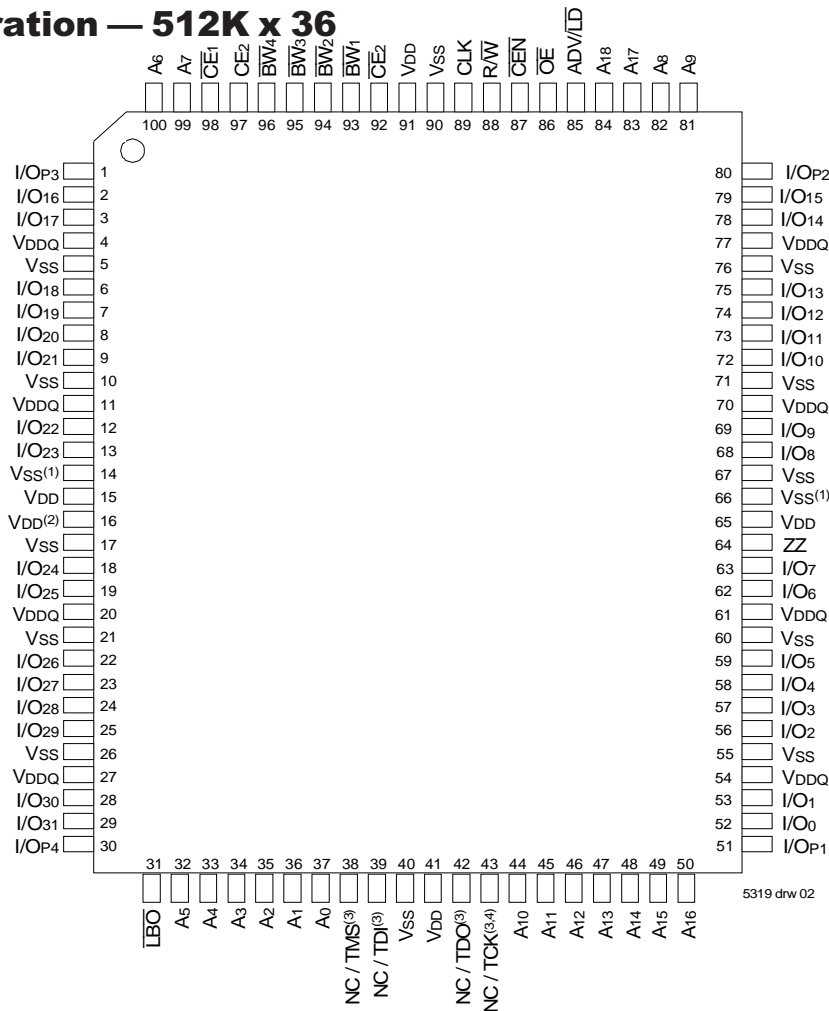 ration — 512K x 36
A6 A7 CE1 CE2 BW4 BW3 BW2 BW1 CE2 VDD VSS CLK R/W CEN OE ADV/LD A18 A17 A8 A9
100 99 98 97 96 95 94 93 92 91 90 89 88 87 86 85 84 83 82 81
I/OP3 1 80 I/OP2
I/O16 2 79 I/O15
I/O17 3 78 I/O14
VDDQ 4 77 VDDQ
VSS 5 76 VSS
I/O18 6 75 I/O13
I/O19 7 74 I/O12
I/O20 8 73 I/O11
I/O21 9 72 I/O10
VSS 10 71 VSS
VDDQ 11 70 VDDQ
I/O22 12 69 I/O9
I/O23 13 68 I/O8
VSS(1) 14 67 VSS
VDD 15 66 VSS(1)
VDD(2) 16 65 VDD
VSS 17 64 ZZ
I/O24 18 63 I/O7
I/O25 19 62 I/O6
VDDQ 20 61 VDDQ
VSS 21 60 VSS
I/O26 22 59 I/O5
I/O27 23 58 I/O4
I/O28 24 57 I/O3
I/O29 25 56 I/O2
VSS 26 55 VSS
VDDQ 27 54 VDDQ
I/O30 28 53 I/O1
I/O31 29 52 I/O0
I/OP4 30 51 I/OP1
31 32 33 34 35 36 37 38 39 40 41 42 43 44 45 46 47 48 49 50
LBO A5 A4 A3 A2 A1 A0 NC / TMS(3) NC / TDI(3) VSS VDD NC / TDO(3) NC / TCK(3,4) A10 A11 A12 A13 A14 A15 A16
5319 drw 02